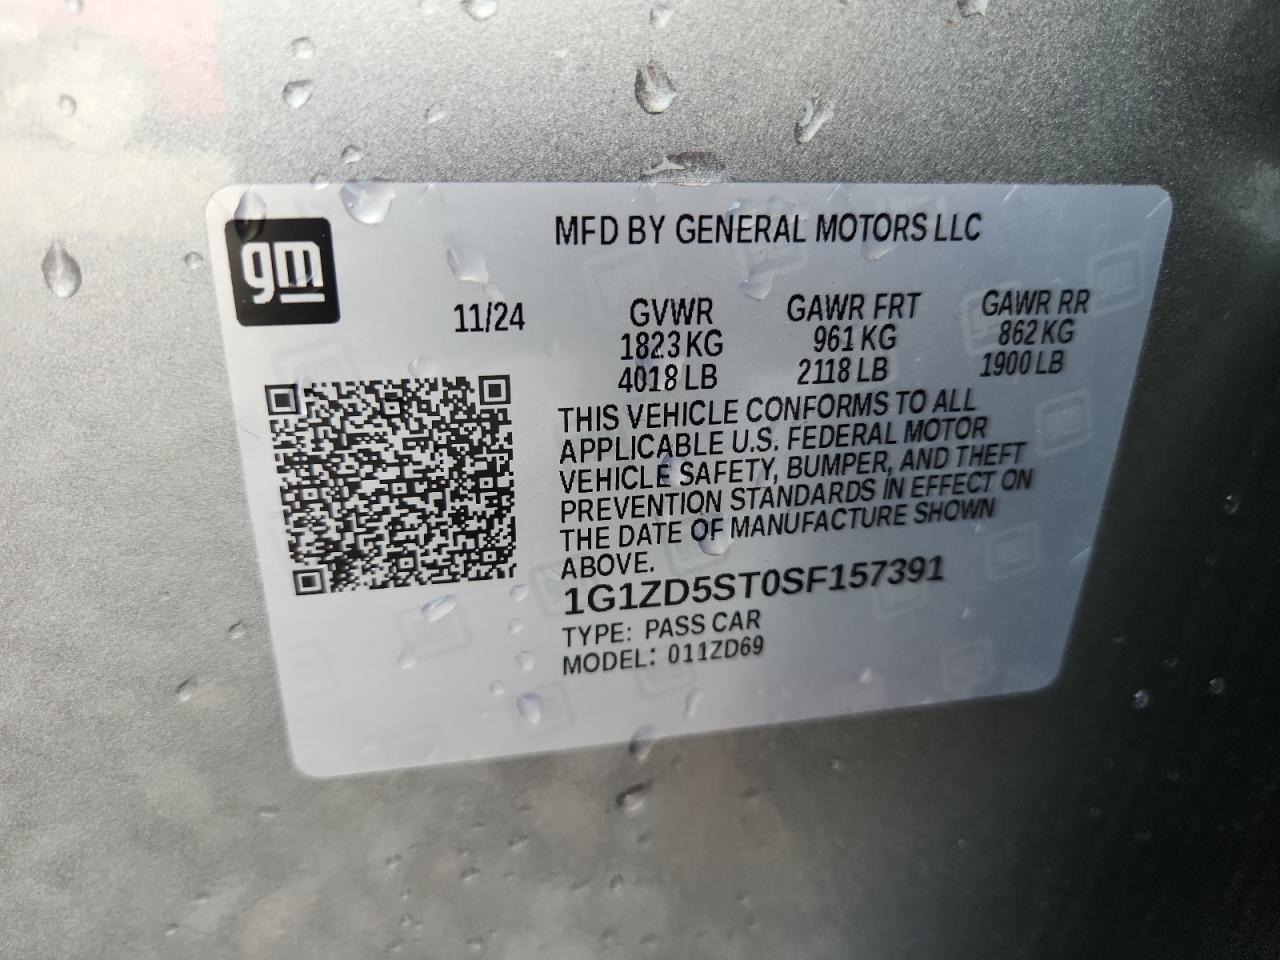 gm
MFD BY GENERAL MOTORS LLC
11/24
GVWR
1823 KG
4018 LB
GAWR FRT
961 KG
2118 LB
GAWR RR
862 KG
1900 LB
THIS VEHICLE CONFORMS TO ALL
APPLICABLE U.S. FEDERAL MOTOR
VEHICLE SAFETY, BUMPER, AND THEFT
PREVENTION STANDARDS IN EFFECT ON
THE DATE OF MANUFACTURE SHOWN
ABOVE.
1G1ZD5ST0SF157391
TYPE: PASS CAR
MODEL: 011ZD69